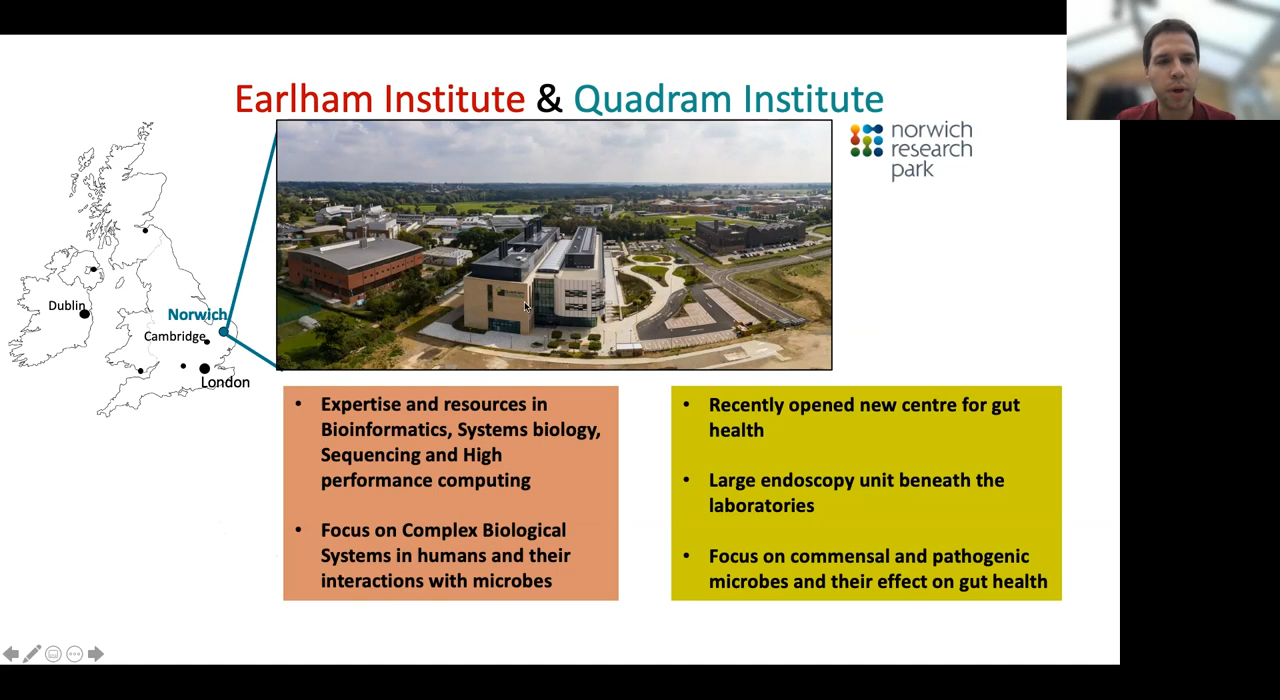 Earlham Institute & Quadram Institute
norwich
research
park
Dublin
Norwich
Cambridge
London
• Expertise and resources in
Bioinformatics, Systems biology,
Sequencing and High
performance computing
• Focus on Complex Biological
Systems in humans and their
interactions with microbes
• Recently opened new centre for gut
health
• Large endoscopy unit beneath the
laboratories
• Focus on commensal and pathogenic
microbes and their effect on gut health